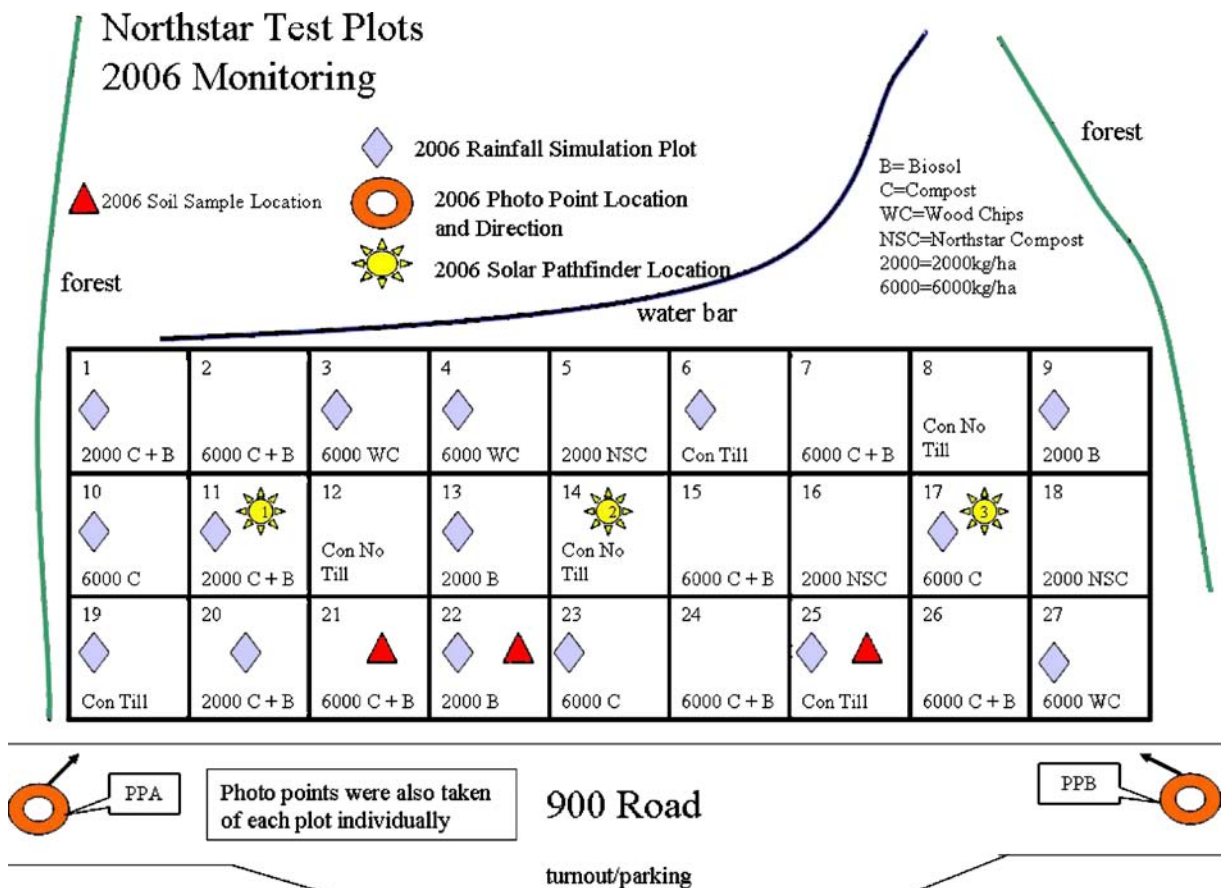 Northstar Test Plots
2006 Monitoring
2006 Rainfall Simulation Plot
2006 Soil Sample Location
2006 Photo Point Location
and Direction
2006 Solar Pathfinder Location
forest
forest
B= Biosol
C=Compost
WC=Wood Chips
NSC=Northstar Compost
2000=2000kg/ha
6000=6000kg/ha
water bar
1
2000 C + B
2
6000 C + B
3
6000 WC
4
6000 WC
5
2000 NSC
6
Con Till
7
6000 C + B
8
Con No
Till
9
2000 B
10
6000 C
11
1
2000 C + B
12
Con No
Till
13
2000 B
14
2
Con No
Till
15
6000 C + B
16
2000 NSC
17
3
6000 C
18
2000 NSC
19
Con Till
20
2000 C + B
21
6000 C + B
22
2000 B
23
6000 C
24
6000 C + B
25
Con Till
26
6000 C + B
27
6000 WC
PPA
Photo points were also taken
of each plot individually
900 Road
PPB
turnout/parking